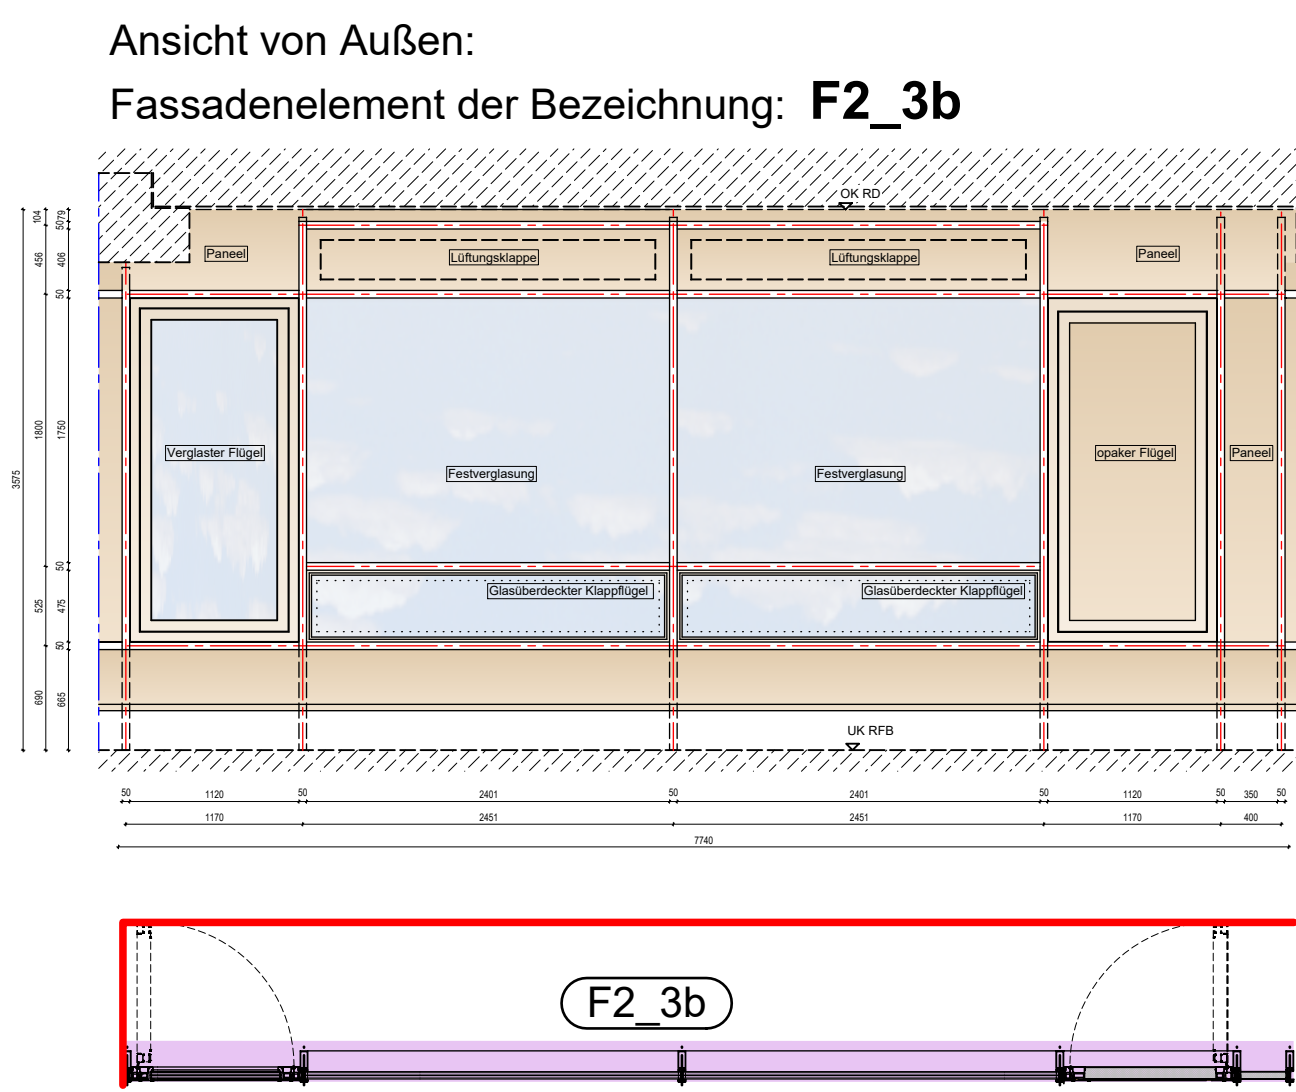 Ansicht von Außen:
Fassadenelement der Bezeichnung: F2_3b
OK RD
Paneel
Lüftungsklappe
Lüftungsklappe
Paneel
Verglaster Flügel
Festverglasung
Festverglasung
opaker Flügel
Paneel
Glasüberdeckter Klappflügel
Glasüberdeckter Klappflügel
UK RFB
3575
104
456
1800
525
690
5079
406
50
1750
50
475
50
665
50 1120 50 2401 50 2401 50 1120 50 350 50
1170 2451 2451 1170 400
7740
F2_3b